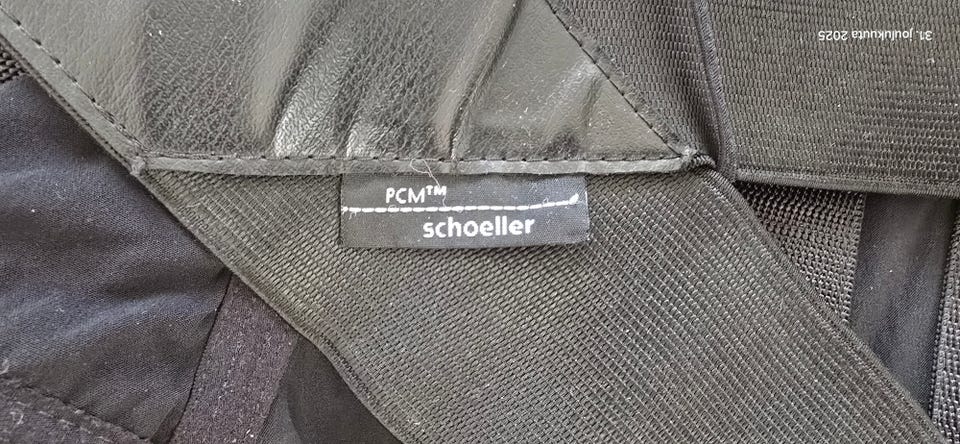 31. joulukuuta 2025
PCM™
schoeller